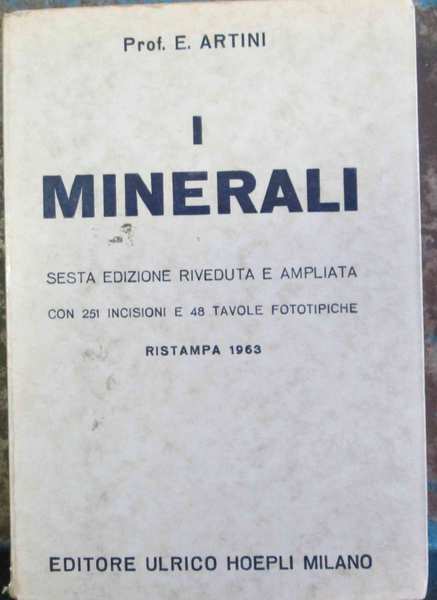 Prof. E. ARTINI
I
MINERALI
SESTA EDIZIONE RIVEDUTA E AMPLIATA
CON 251 INCISIONI E 48 TAVOLE FOTOTIPICHE
RISTAMPA 1963
EDITORE ULRICO HOEPLI MILANO